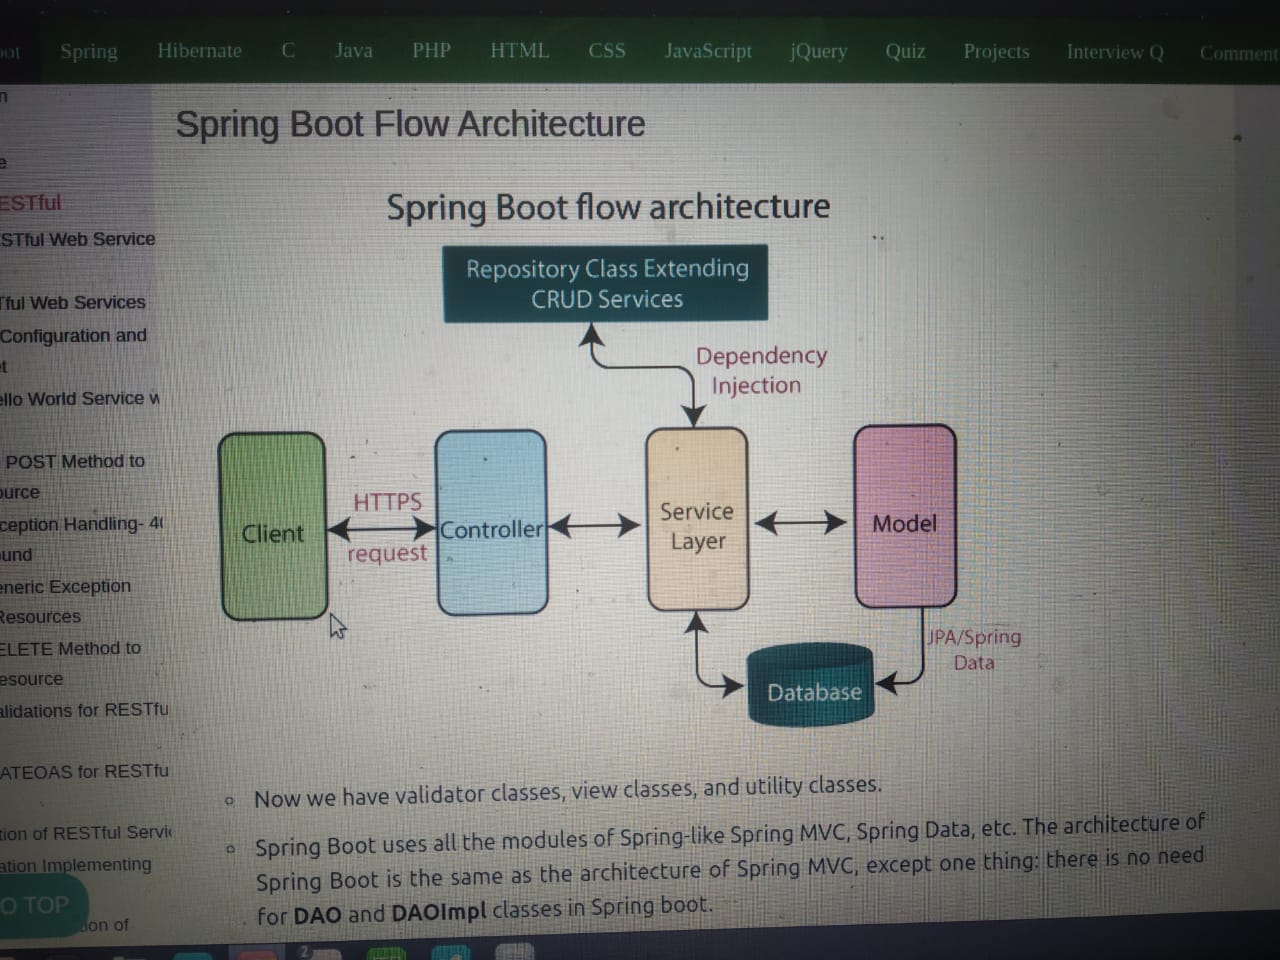 Spring Hibernate C Java PHP HTML CSS JavaScript jQuery Quiz Projects Interview Q Comment
Spring Boot Flow Architecture
ESTful
STful Web Service
ful Web Services
Configuration and
ello World Service w
POST Method to
ource
ception Handling- 40
ound
eneric Exception
Resources
ELETE Method to
esource
alidations for RESTfu
ATEOAS for RESTfu
tion of RESTful Servic
ation Implementing
O TOP
ion of
Spring Boot flow architecture
Repository Class Extending
CRUD Services
Dependency
Injection
Client
HTTPS
request
Controller
Service
Layer
Model
JPA/Spring
Data
Database
Now we have validator classes, view classes, and utility classes.
Spring Boot uses all the modules of Spring-like Spring MVC, Spring Data, etc. The architecture of
Spring Boot is the same as the architecture of Spring MVC, except one thing: there is no need
for DAO and DAOImpl classes in Spring boot.
2